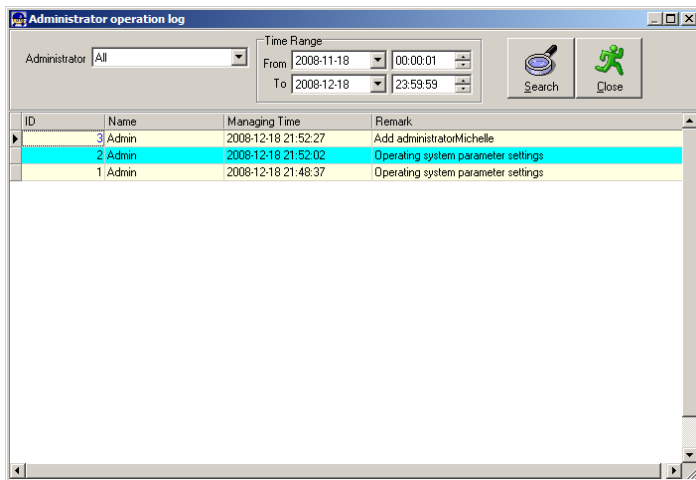 Administrator operation log
Time Range
Administrator All
From 2008-11-18 00:00:01
To 2008-12-18 23:59:59
Search Close
ID Name Managing Time Remark
3 Admin 2008-12-18 21:52:27 Add administratorMichelle
2 Admin 2008-12-18 21:52:02 Operating system parameter settings
1 Admin 2008-12-18 21:48:37 Operating system parameter settings